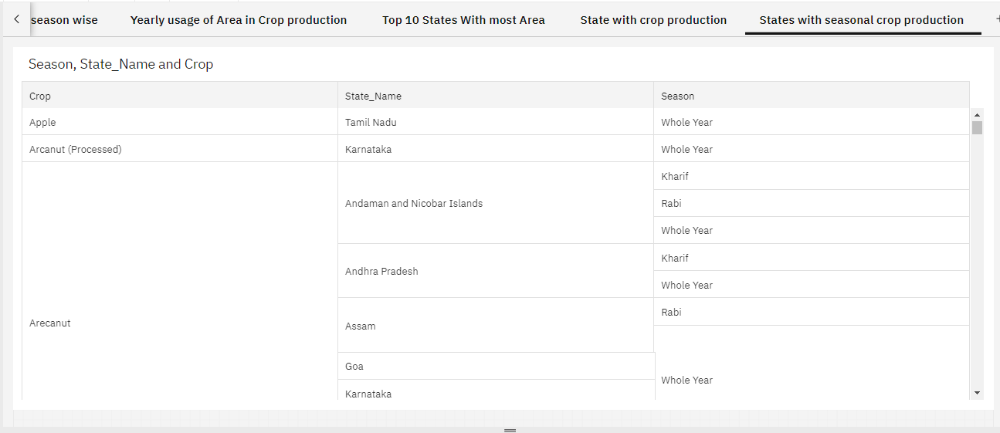 season wise Yearly usage of Area in Crop production Top 10 States With most Area State with crop production States with seasonal crop production
Season, State_Name and Crop
Crop State_Name Season
Apple Tamil Nadu Whole Year
Arcanut (Processed) Karnataka Whole Year
Arecanut
Andaman and Nicobar Islands
Kharif
Rabi
Whole Year
Andhra Pradesh
Kharif
Whole Year
Assam
Rabi
Whole Year
Goa
Karnataka